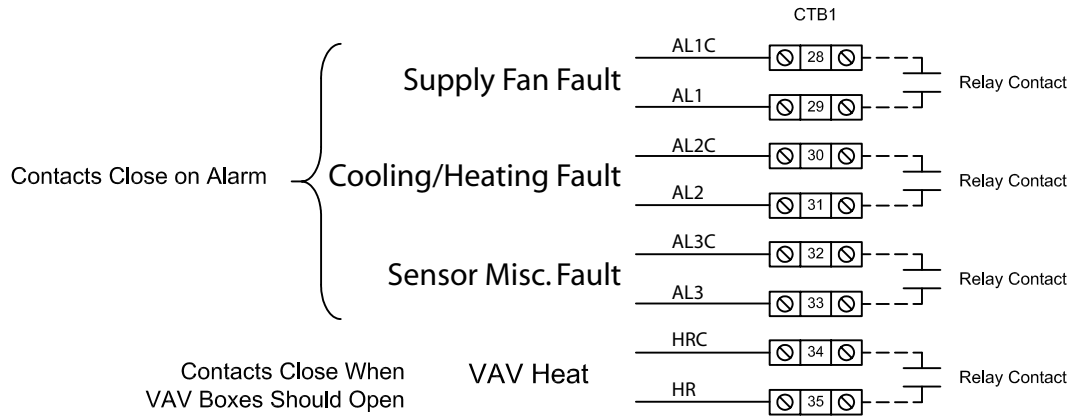 CTB1
AL1C
28
Supply Fan Fault
Relay Contact
AL1
29
AL2C
30
Contacts Close on Alarm
Cooling/Heating Fault
Relay Contact
AL2
31
AL3C
32
Sensor Misc. Fault
Relay Contact
AL3
33
HRC
34
Contacts Close When
VAV Boxes Should Open
VAV Heat
Relay Contact
HR
35